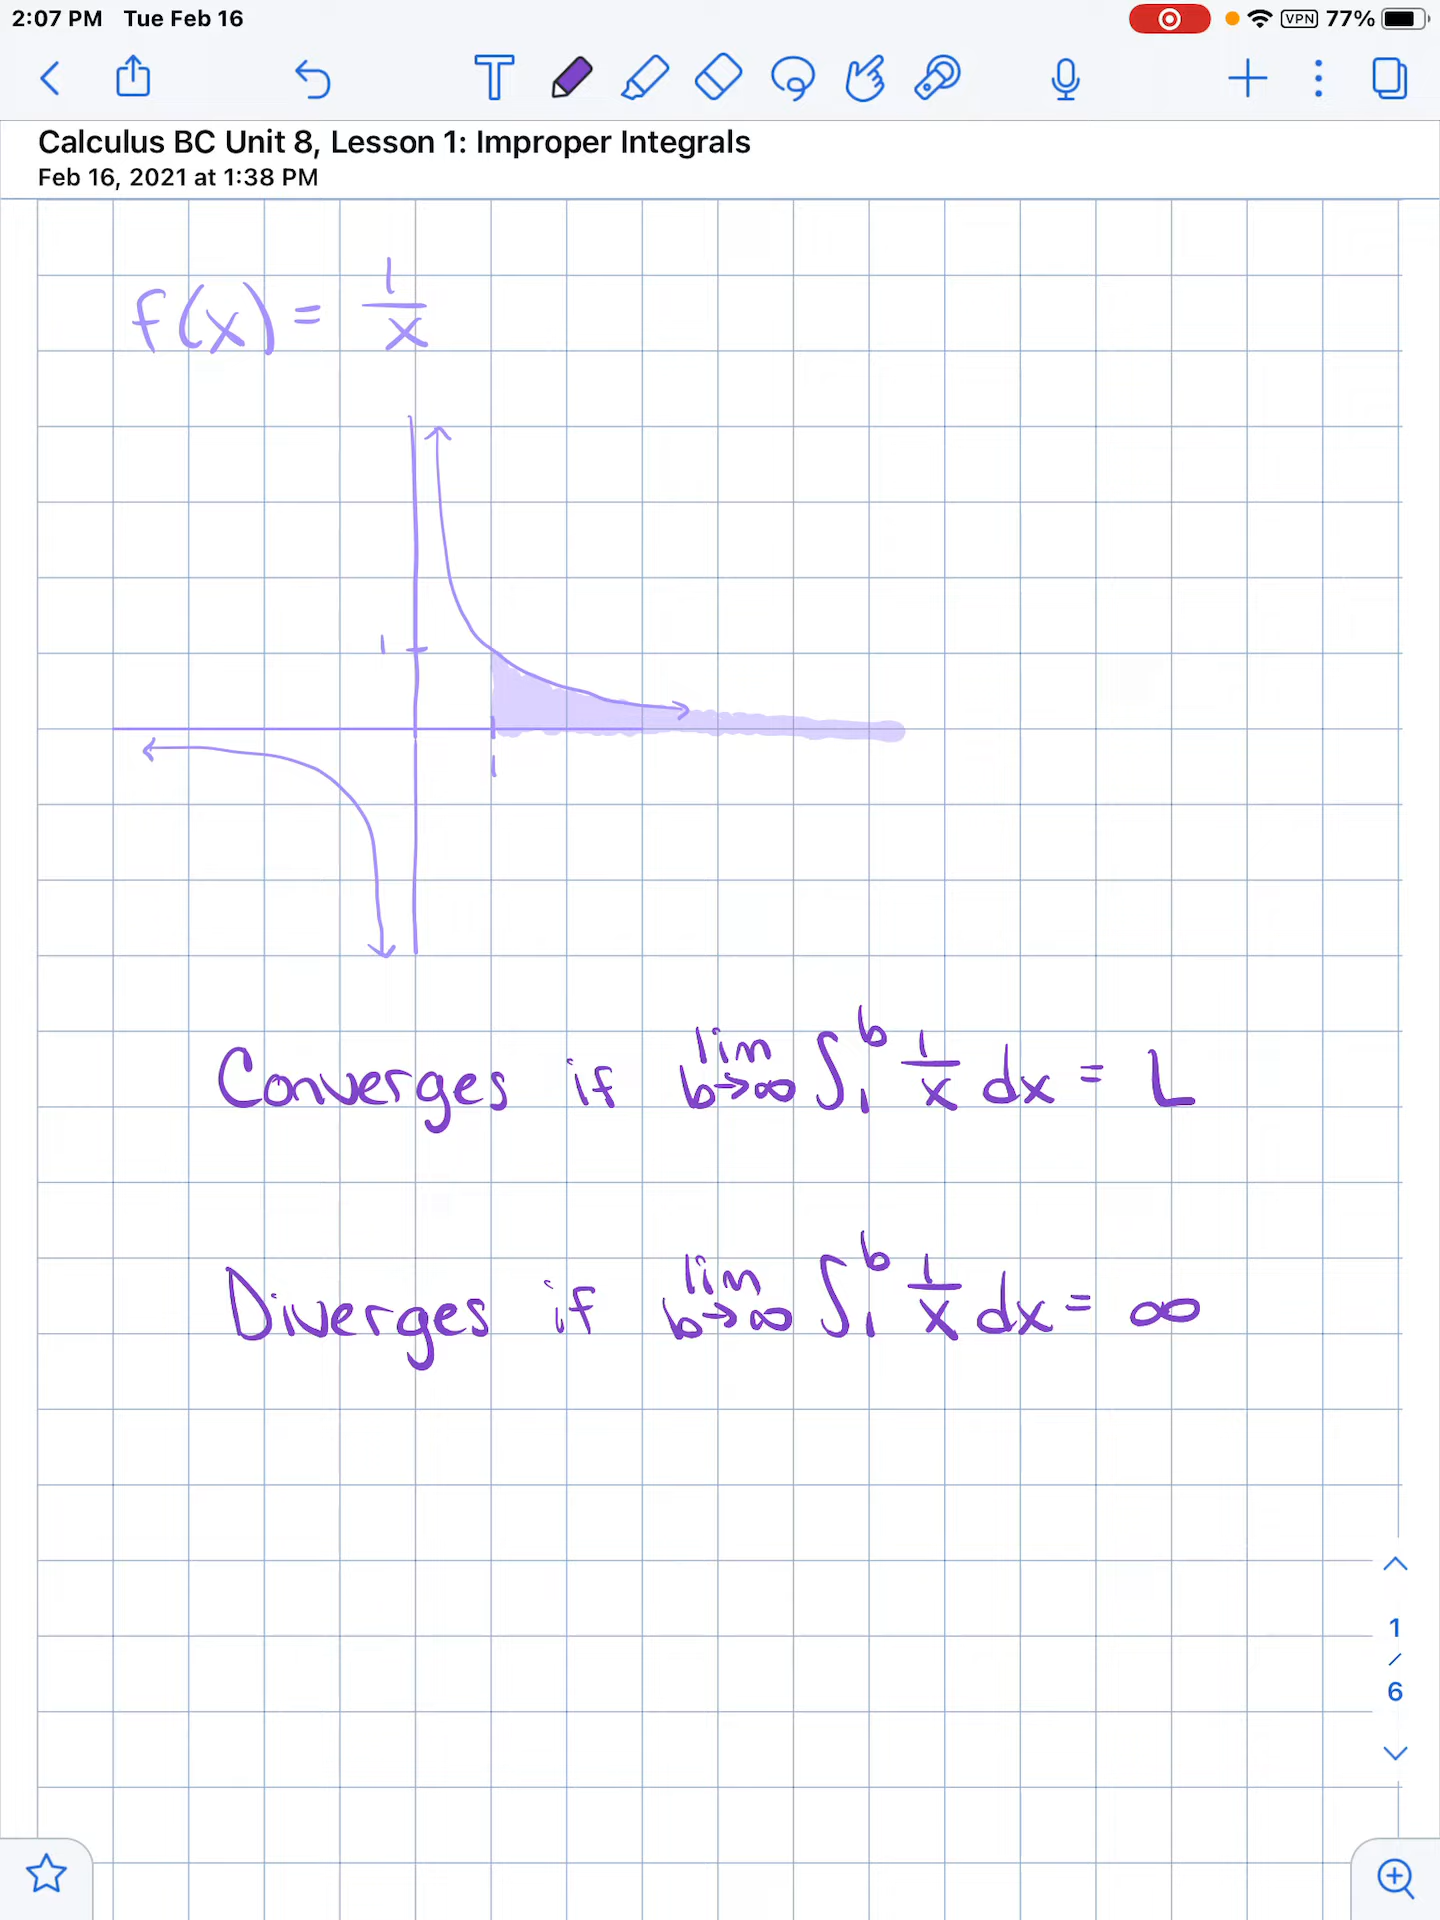 2:07 PM Tue Feb 16 VPN 77%
T
Calculus BC Unit 8, Lesson 1: Improper Integrals
Feb 16, 2021 at 1:38 PM
f(x) = 1/x
1
1
Converges if lim b→∞ ∫₁ᵇ 1/x dx = L
Diverges if lim b→∞ ∫₁ᵇ 1/x dx = ∞
1
/
6